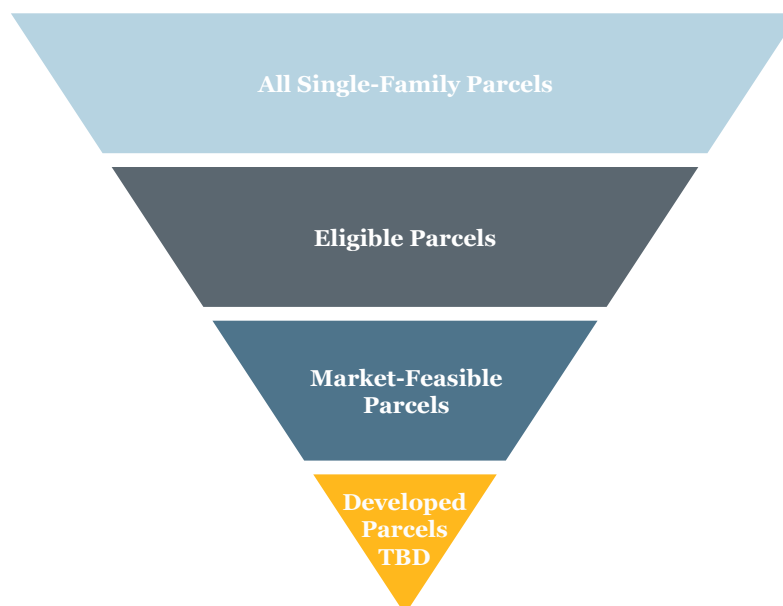 All Single-Family Parcels
Eligible Parcels
Market-Feasible
Parcels
Developed
Parcels
TBD